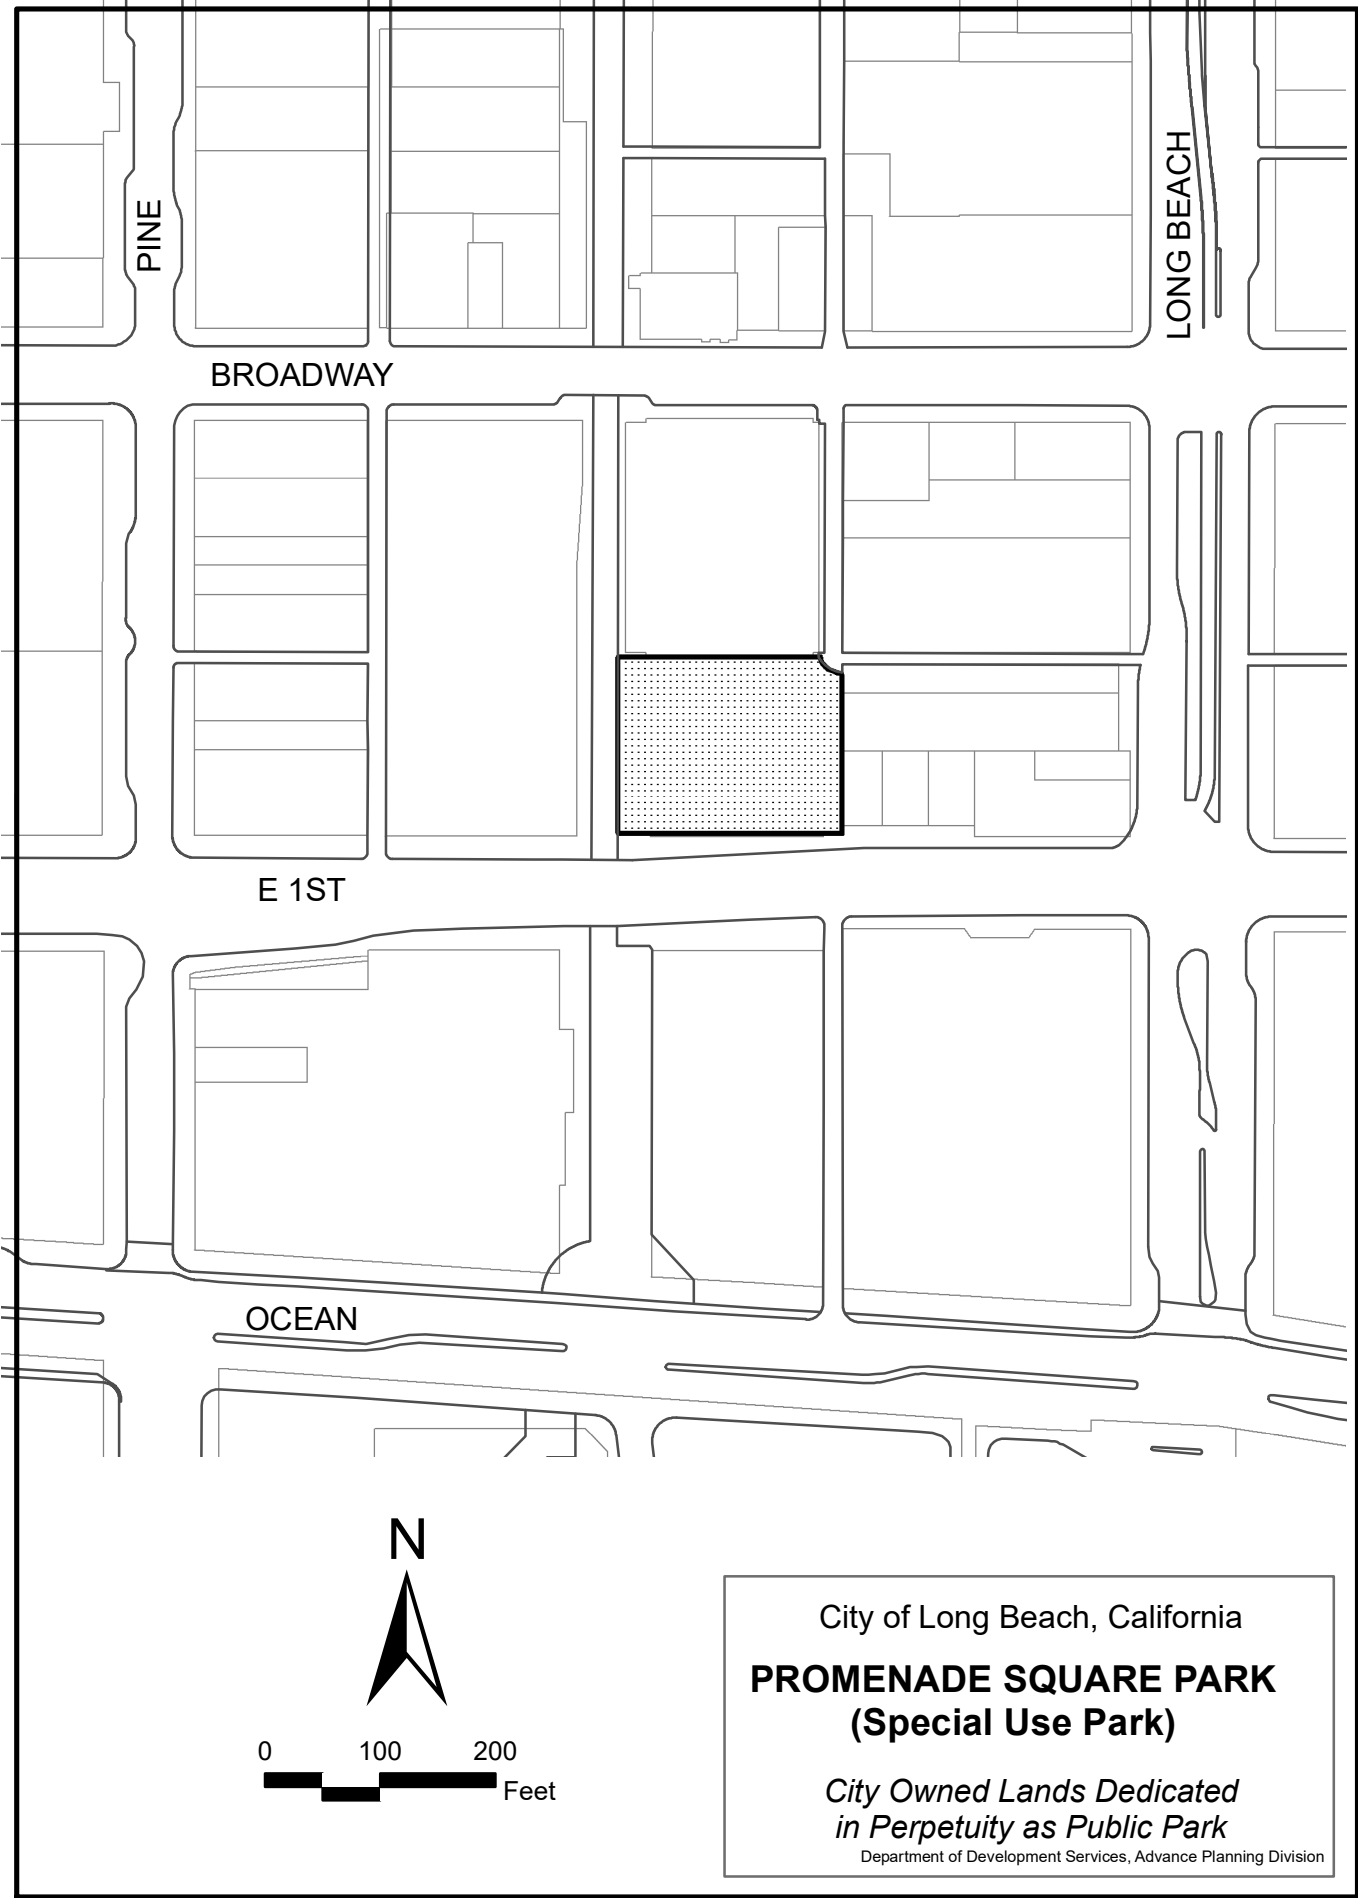 PINE
LONG BEACH
BROADWAY
E 1ST
OCEAN
N
0 100 200
Feet
City of Long Beach, California
PROMENADE SQUARE PARK
(Special Use Park)
City Owned Lands Dedicated
in Perpetuity as Public Park
Department of Development Services, Advance Planning Division